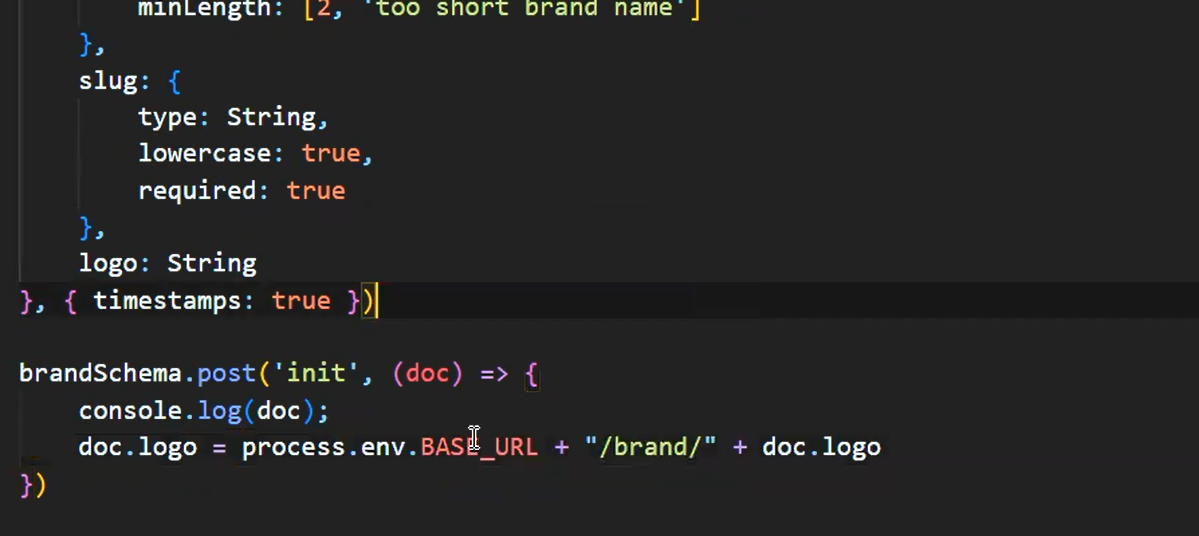 minLength: [2, 'too short brand name']
},
slug: {
type: String,
lowercase: true,
required: true
},
logo: String
}, { timestamps: true })
brandSchema.post('init', (doc) => {
console.log(doc);
doc.logo = process.env.BASE_URL + "/brand/" + doc.logo
})